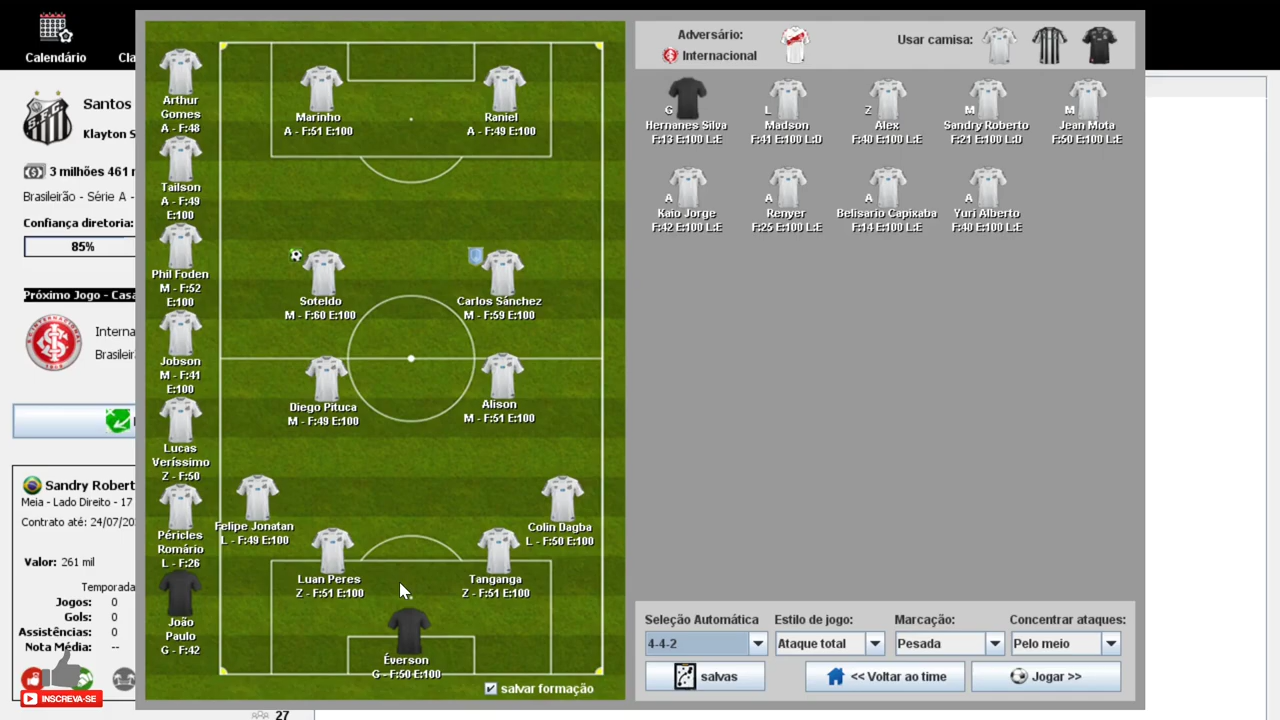 Calendário
Cla
Santos
Klayton S
3 milhões 461 r
Brasileirão - Série A -
Confiança diretoria:
85%
Próximo Jogo - Casa
Interna
Brasileir
Sandry Robert
Meia - Lado Direito - 17
Contrato até: 24/07/20
Valor: 261 mil
Temporada
Jogos: 0
Gols: 0
Assistências: 0
Nota Média: --
INSCREVA-SE
27
Arthur
Gomes
A - F:48
Tailson
A - F:49
E:100
Phil Foden
M - F:52
E:100
Jobson
M - F:41
E:100
Lucas
Veríssimo
Z - F:50
Péricles
Romário
L - F:26
João
Paulo
G - F:42
Marinho
A - F:51 E:100
Raniel
A - F:49 E:100
Soteldo
M - F:60 E:100
Carlos Sánchez
M - F:59 E:100
Diego Pituca
M - F:49 E:100
Alison
M - F:51 E:100
Felipe Jonatan
L - F:49 E:100
Colin Dagba
L - F:50 E:100
Luan Peres
Z - F:51 E:100
Tanganga
Z - F:51 E:100
Éverson
G - F:50 E:100
salvar formação
Adversário:
Internacional
Usar camisa:
G
Hernanes Silva
F:13 E:100 L:E
L
Madson
F:41 E:100 L:D
Z
Alex
F:40 E:100 L:E
M
Sandry Roberto
F:21 E:100 L:D
M
Jean Mota
F:50 E:100 L:E
A
Kaio Jorge
F:42 E:100 L:E
A
Renyer
F:25 E:100 L:E
A
Belisario Capixaba
F:14 E:100 L:E
A
Yuri Alberto
F:40 E:100 L:E
Seleção Automática
4-4-2
Estilo de jogo:
Ataque total
Marcação:
Pesada
Concentrar ataques:
Pelo meio
salvas
<< Voltar ao time
Jogar >>